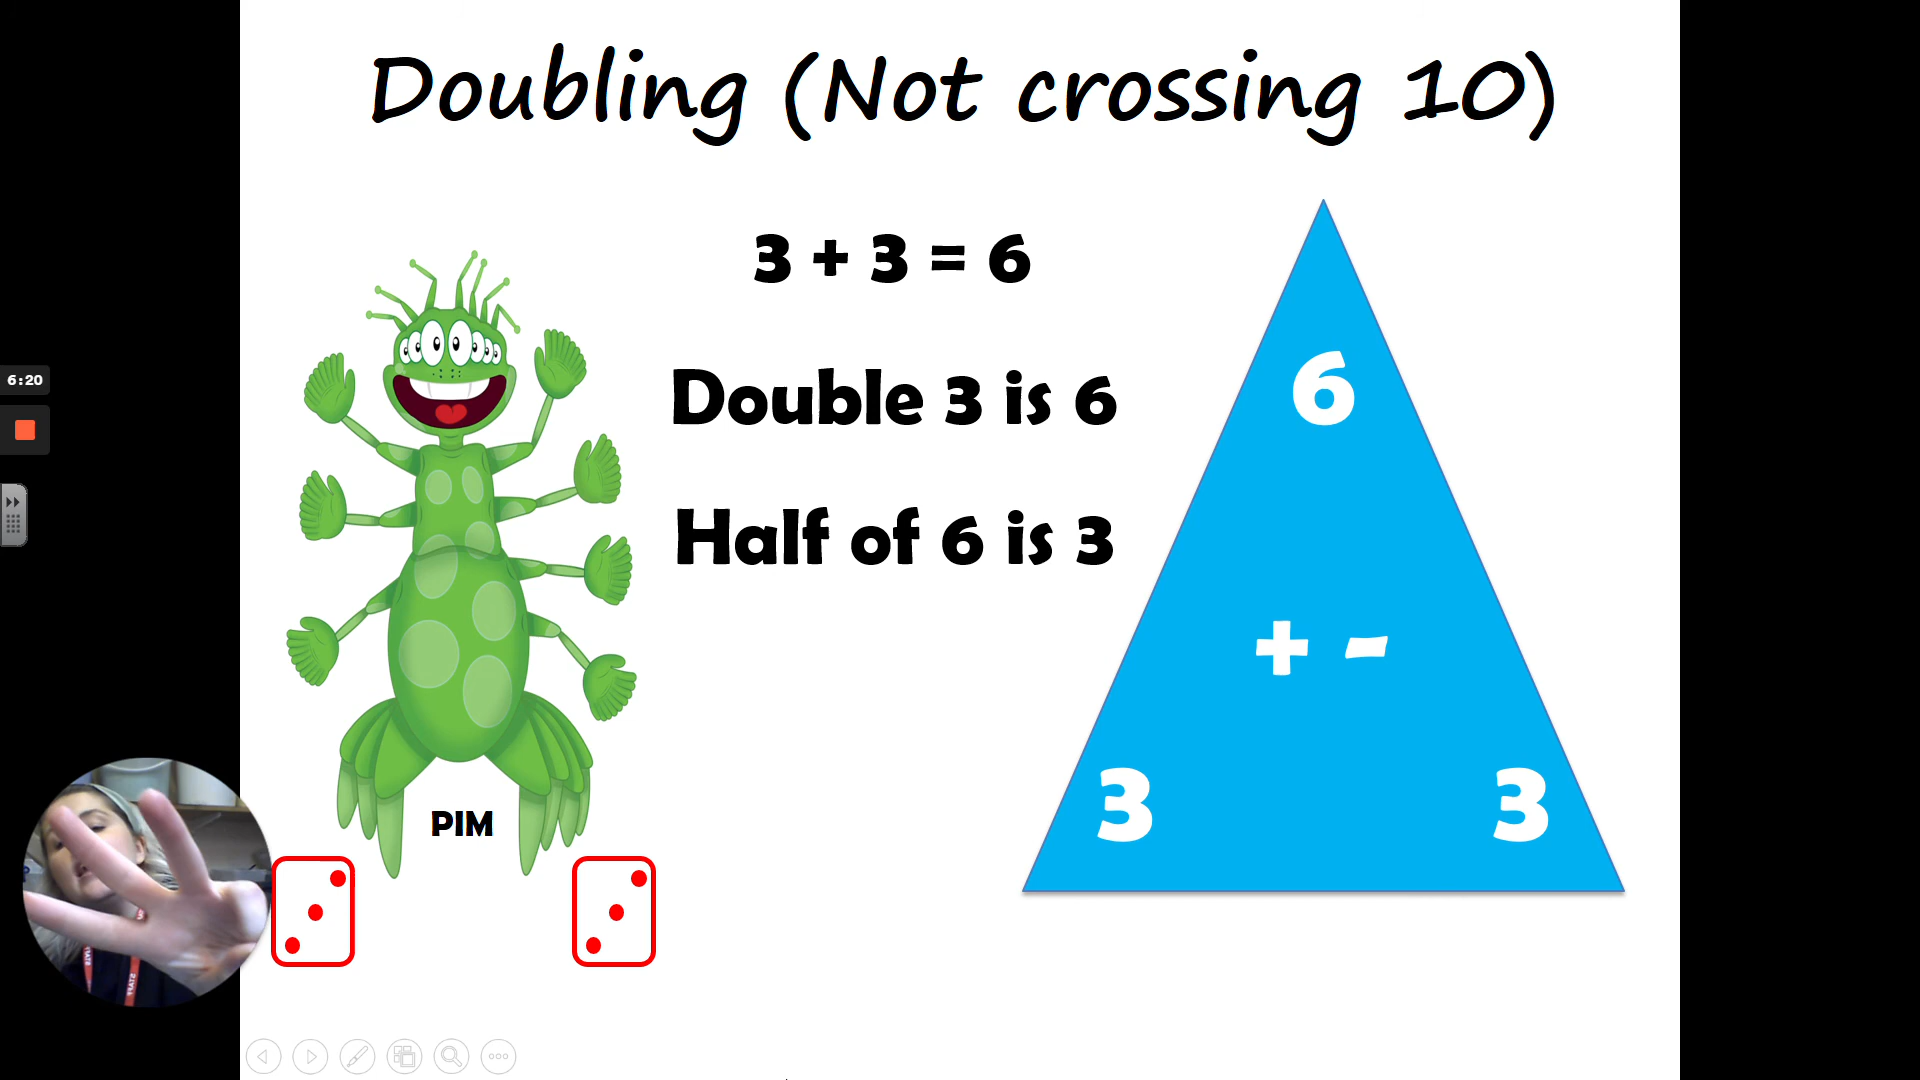 Doubling (Not crossing 10)
3 + 3 = 6
Double 3 is 6
Half of 6 is 3
6
+ -
3 3
PIM
6:20